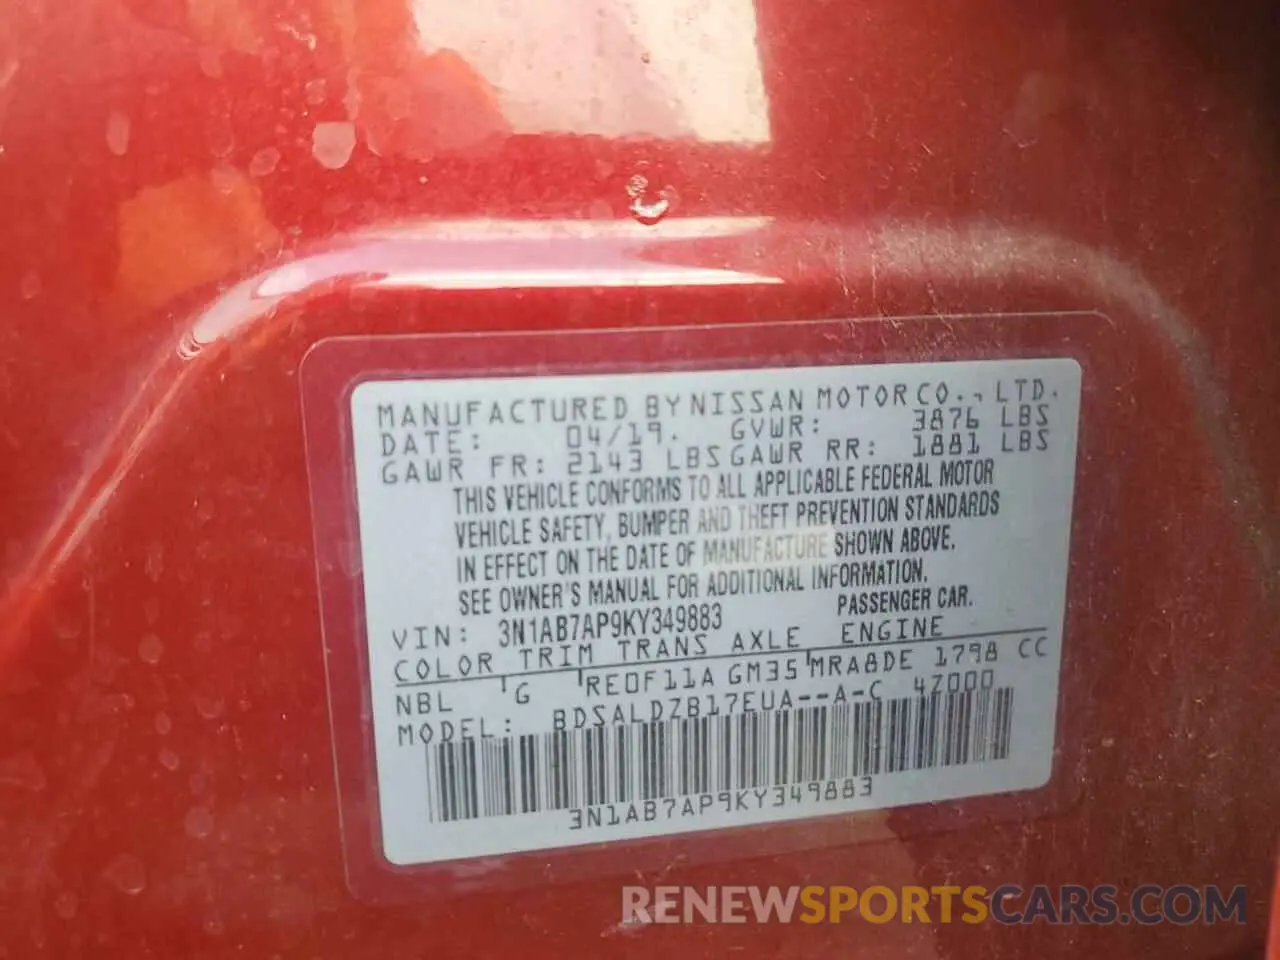 MANUFACTURED BY NISSAN MOTOR CO., LTD.
DATE: 04/19. GVWR: 3876 LBS
GAWR FR: 2143 LBS GAWR RR: 1881 LBS
THIS VEHICLE CONFORMS TO ALL APPLICABLE FEDERAL MOTOR
VEHICLE SAFETY, BUMPER AND THEFT PREVENTION STANDARDS
IN EFFECT ON THE DATE OF MANUFACTURE SHOWN ABOVE.
SEE OWNER'S MANUAL FOR ADDITIONAL INFORMATION.
VIN: 3N1AB7AP9KY349883 PASSENGER CAR.
COLOR TRIM TRANS AXLE ENGINE
NBL G RE0F11A GM35 MRA8DE 1798 CC
MODEL: BDSALDZB17EUA--A-C 4Z000
3N1AB7AP9KY349883
RENEWSPORTSCARS.COM